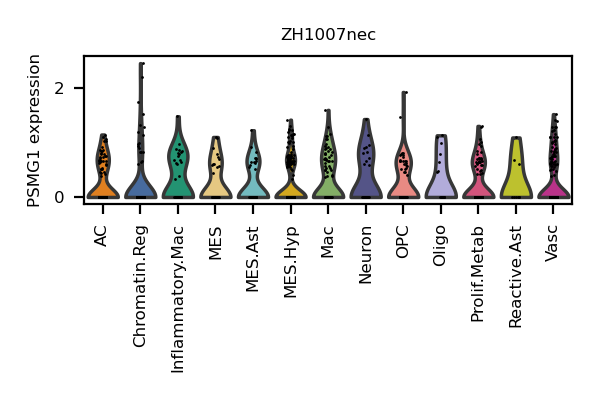 ZH1007nec
PSMG1 expression
2
0
AC
Chromatin.Reg
Inflammatory.Mac
MES
MES.Ast
MES.Hyp
Mac
Neuron
OPC
Oligo
Prolif.Metab
Reactive.Ast
Vasc